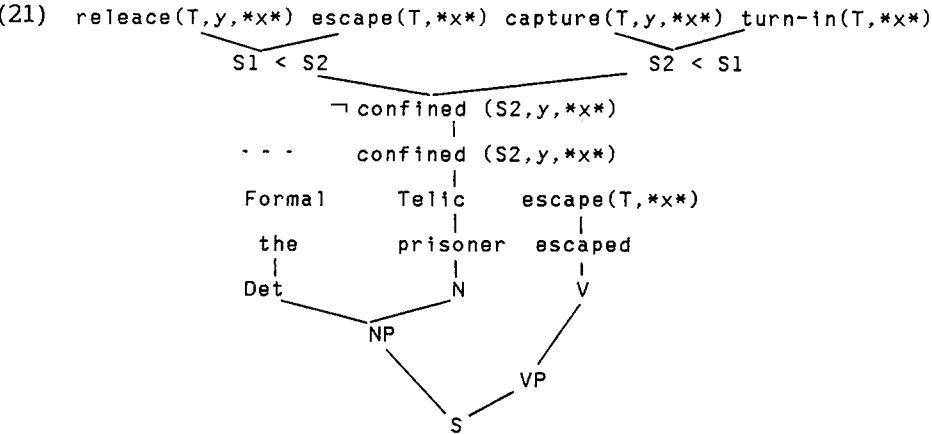 (21) releace(T,y,*x*) escape(T,*x*) capture(T,y,*x*) turn-in(T,*x*)
S1 < S2 S2 < S1
¬ confined (S2,y,*x*)
- - - confined (S2,y,*x*)
Formal Telic escape(T,*x*)
the prisoner escaped
Det N V
NP
VP
S